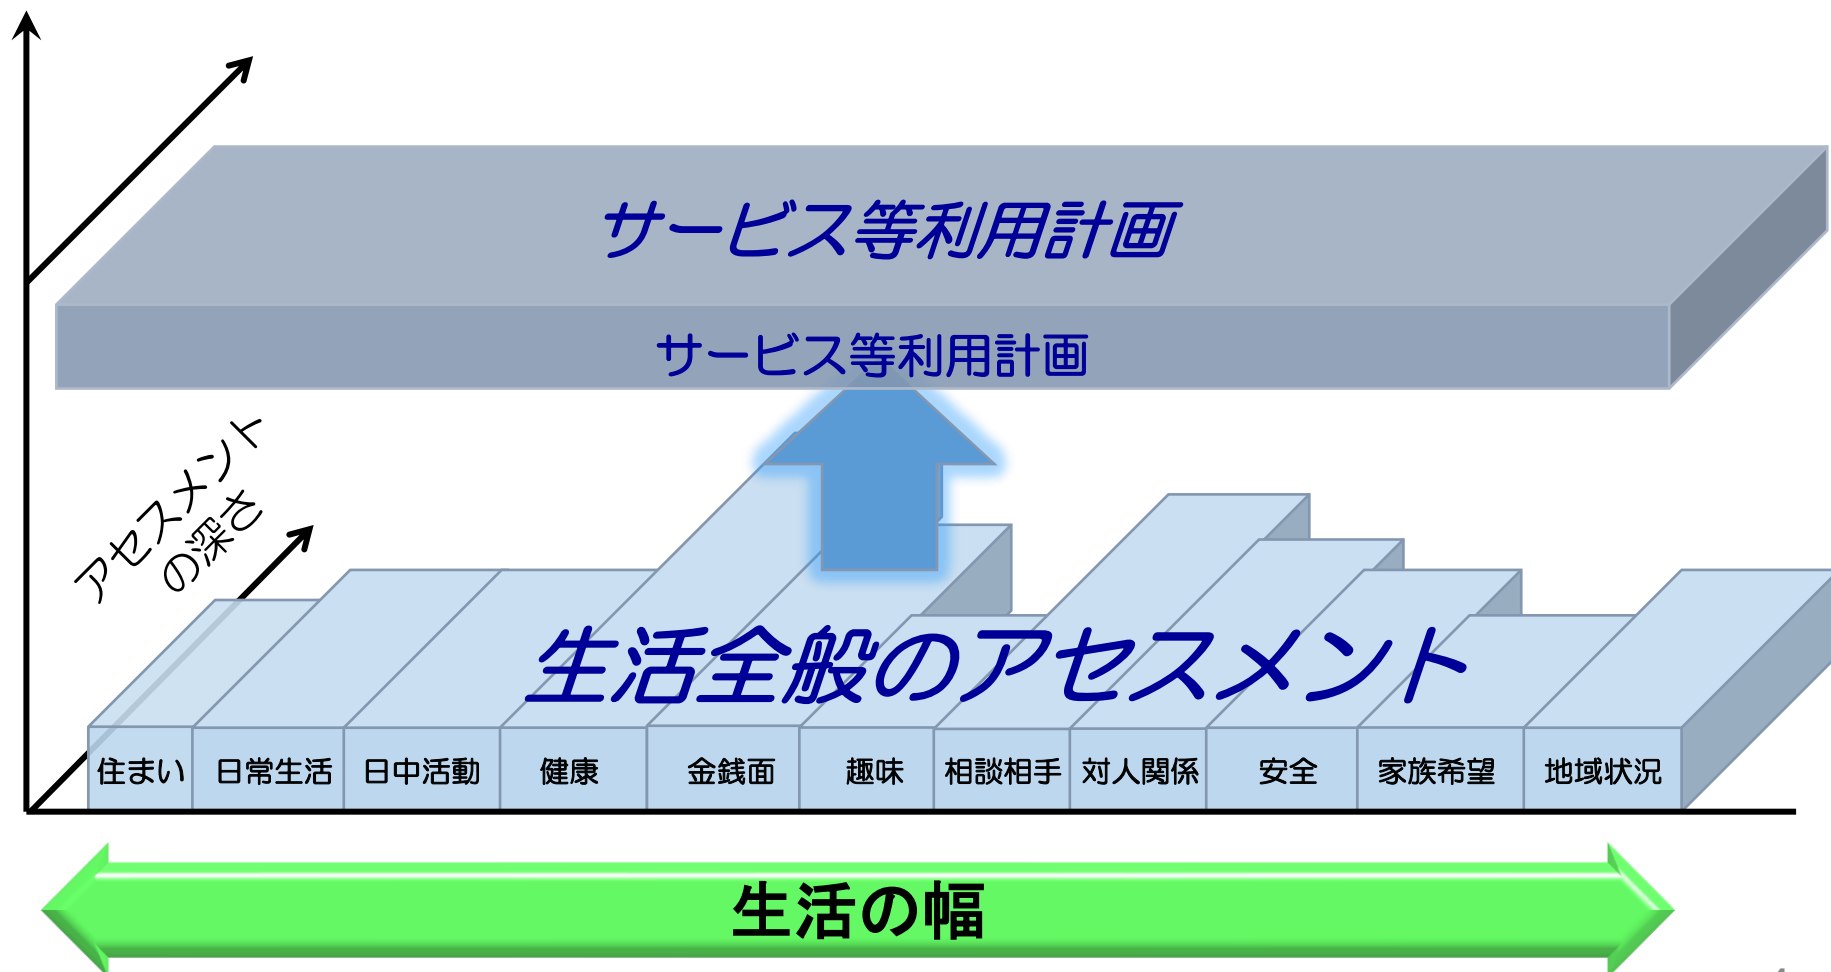 サービス等利用計画
サービス等利用計画
アセスメント
の深さ
生活全般のアセスメント
住まい
日常生活
日中活動
健康
金銭面
趣味
相談相手
対人関係
安全
家族希望
地域状況
生活の幅